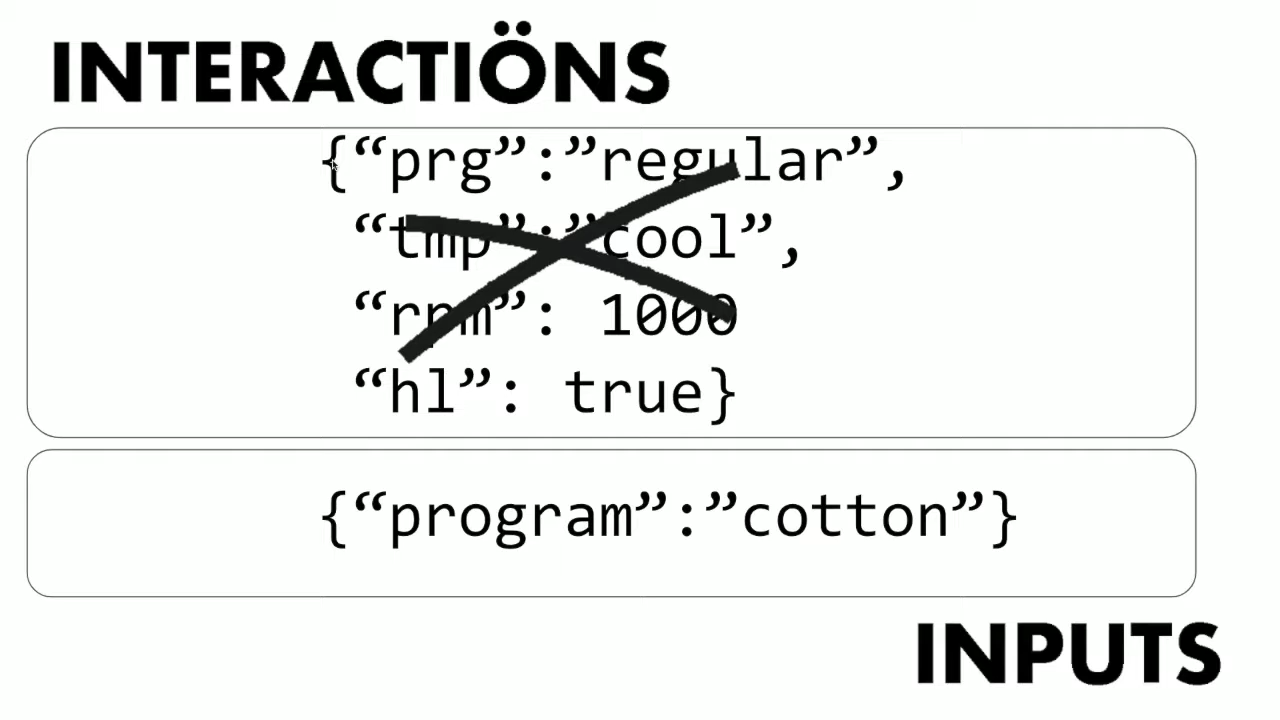 INTERACTIÖNS
{“prg”:”regular”,
“tmp”:”cool”,
“rpm”: 1000
“hl”: true}
{“program”:”cotton”}
INPUTS